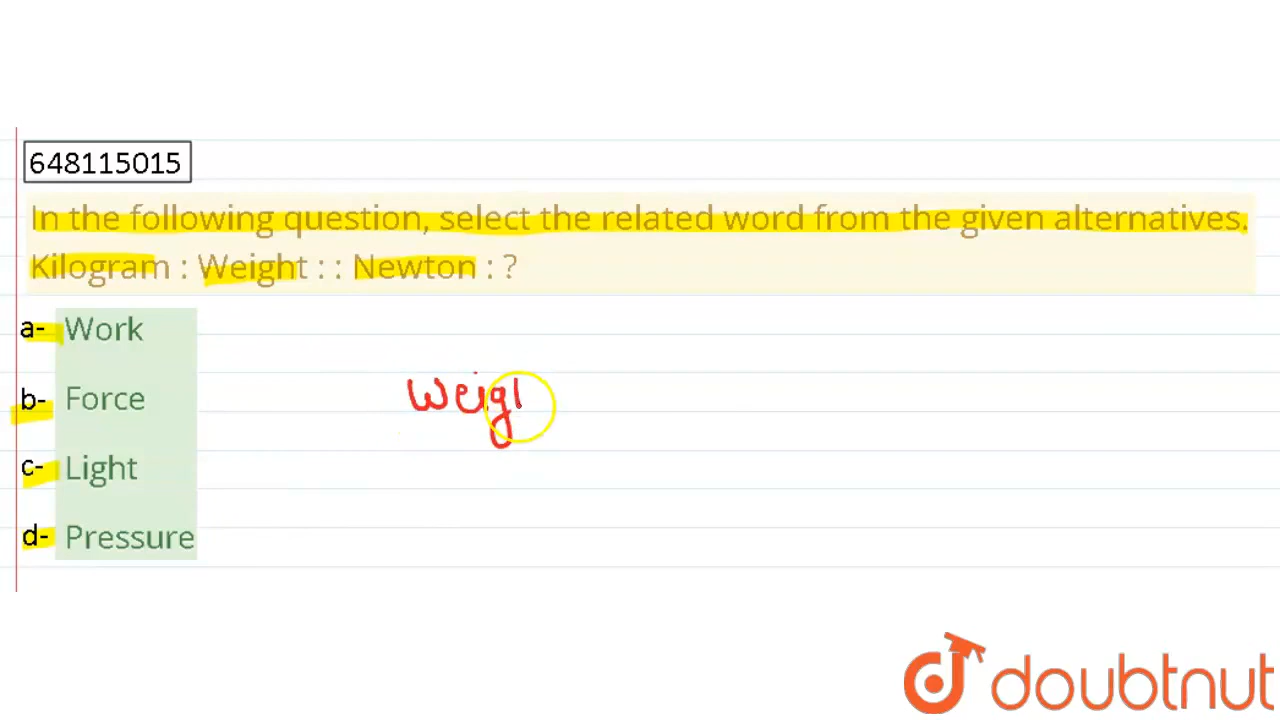 648115015
In the following question, select the related word from the given alternatives.
Kilogram : Weight : : Newton : ?
a- Work
b- Force
Weigl
c- Light
d- Pressure
doubtnut